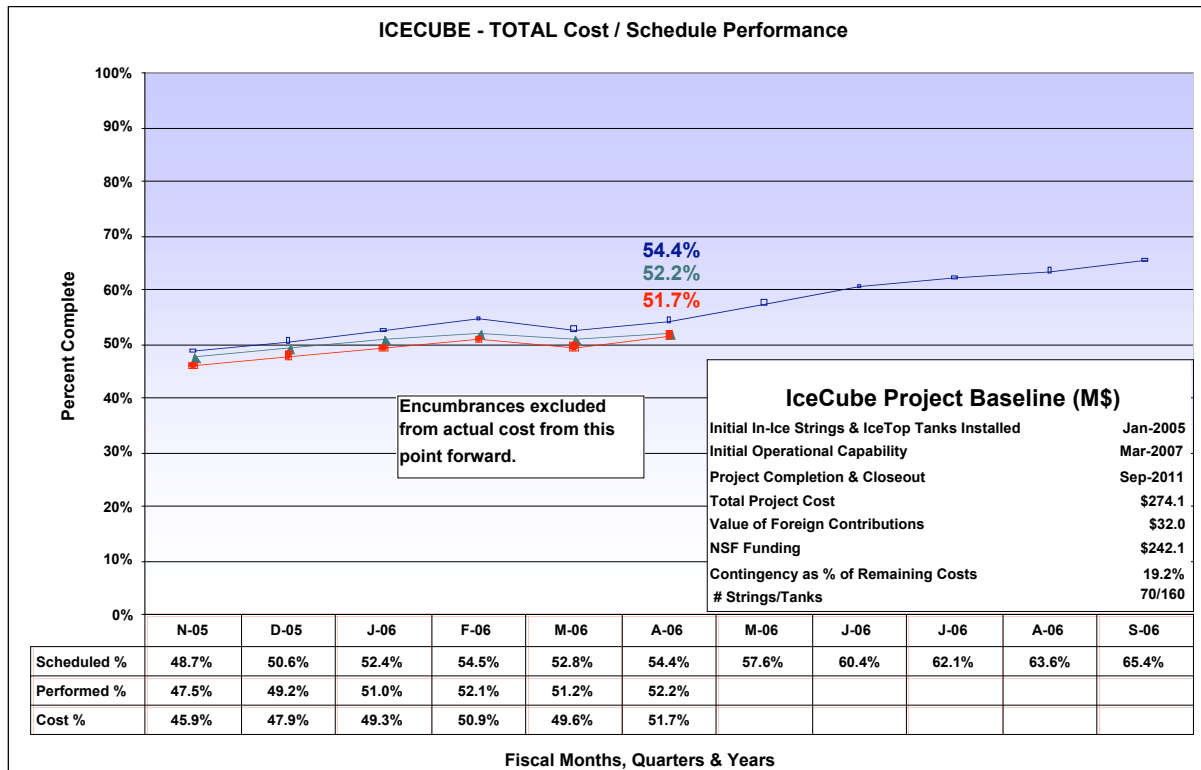 ICECUBE - TOTAL Cost / Schedule Performance
100%
90%
80%
70%
60%
50%
40%
30%
20%
10%
0%
Percent Complete
54.4%
52.2%
51.7%
Encumbrances excluded
from actual cost from this
point forward.
IceCube Project Baseline (M$)
Initial In-Ice Strings & IceTop Tanks Installed Jan-2005
Initial Operational Capability Mar-2007
Project Completion & Closeout Sep-2011
Total Project Cost $274.1
Value of Foreign Contributions $32.0
NSF Funding $242.1
Contingency as % of Remaining Costs 19.2%
# Strings/Tanks 70/160
N-05 D-05 J-06 F-06 M-06 A-06 M-06 J-06 J-06 A-06 S-06
Scheduled % 48.7% 50.6% 52.4% 54.5% 52.8% 54.4% 57.6% 60.4% 62.1% 63.6% 65.4%
Performed % 47.5% 49.2% 51.0% 52.1% 51.2% 52.2%
Cost % 45.9% 47.9% 49.3% 50.9% 49.6% 51.7%
Fiscal Months, Quarters & Years